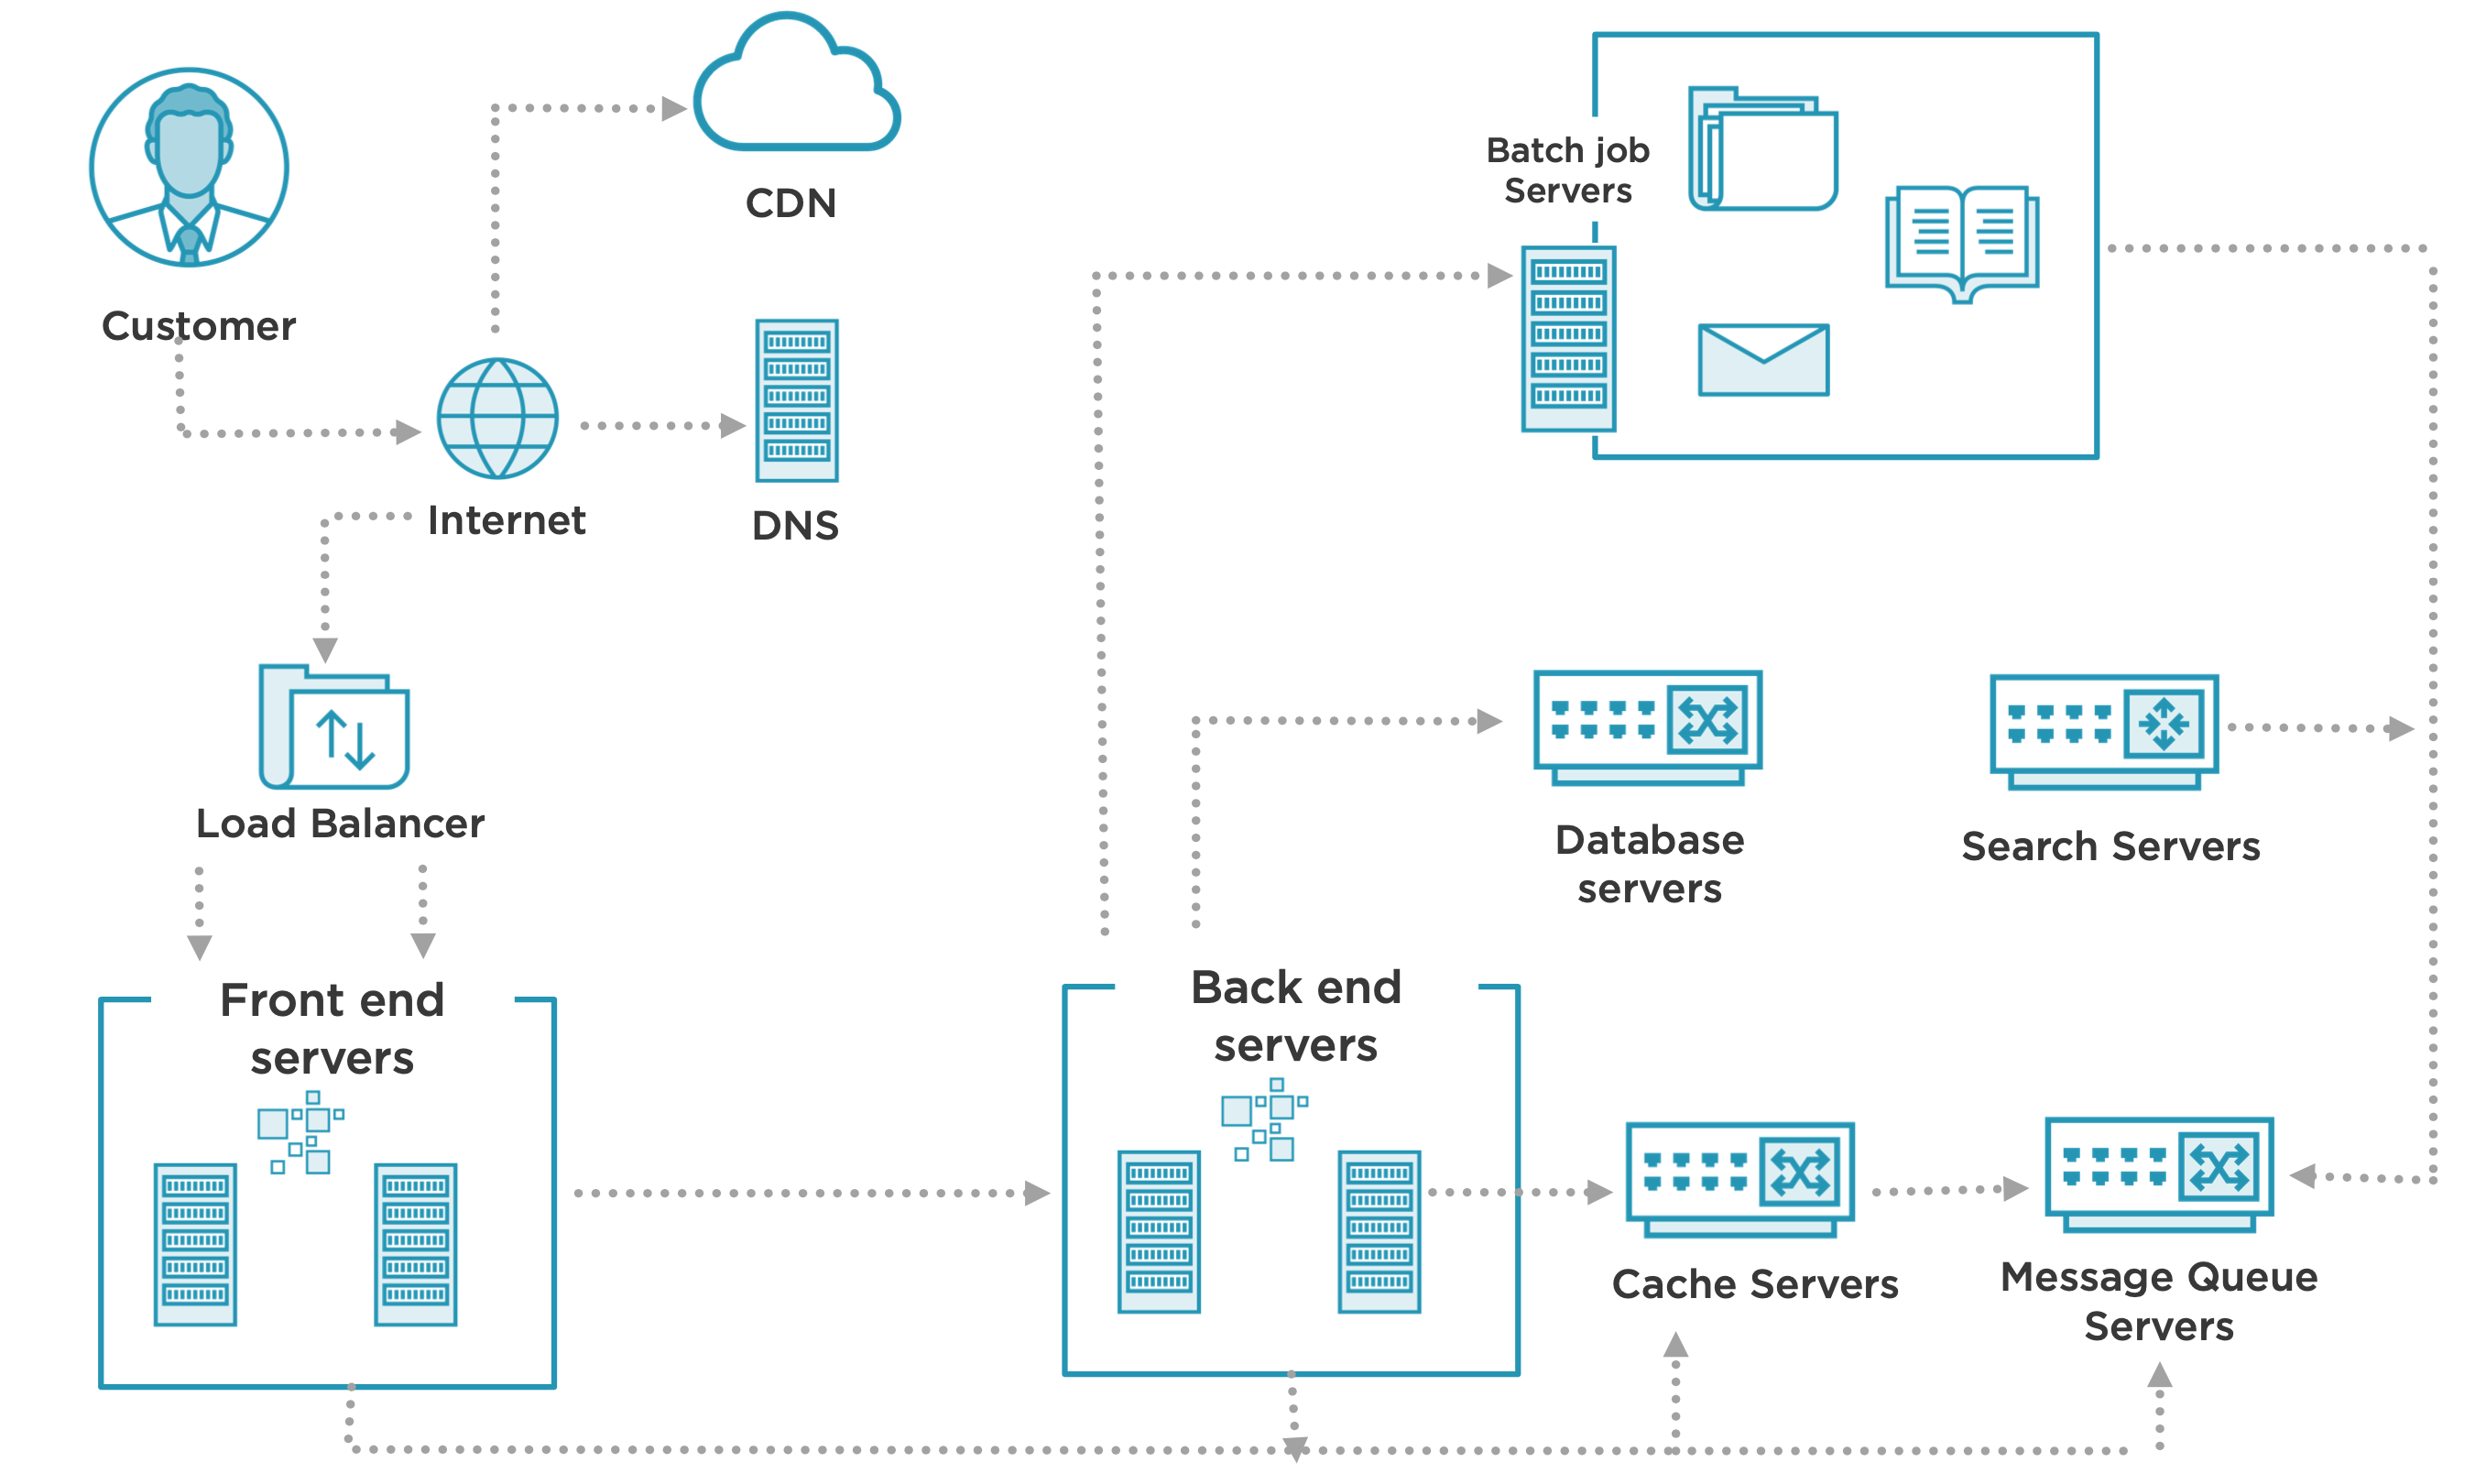 CDN
Batch job
Servers
Customer
Internet
DNS
Load Balancer
Database
servers
Search Servers
Front end
servers
Back end
servers
Cache Servers
Message Queue
Servers